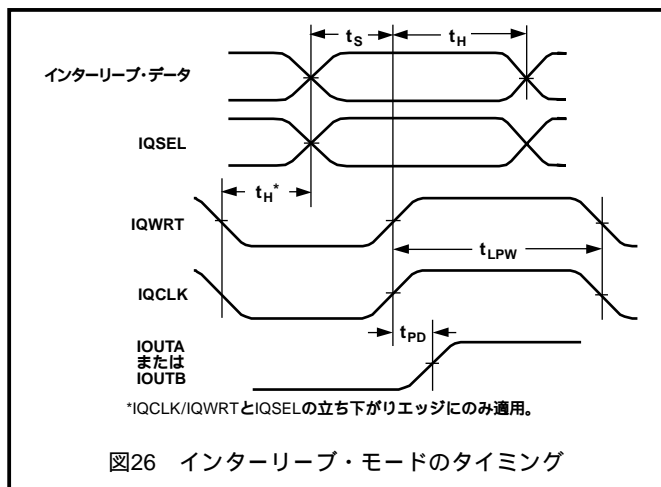 tS
tH
インターリーブ・データ
IQSEL
tH*
IQWRT
tLPW
IQCLK
tPD
IOUTA
または
IOUTB
*IQCLK/IQWRTとIQSELの立ち下がりエッジにのみ適用。
図26 インターリーブ・モードのタイミング